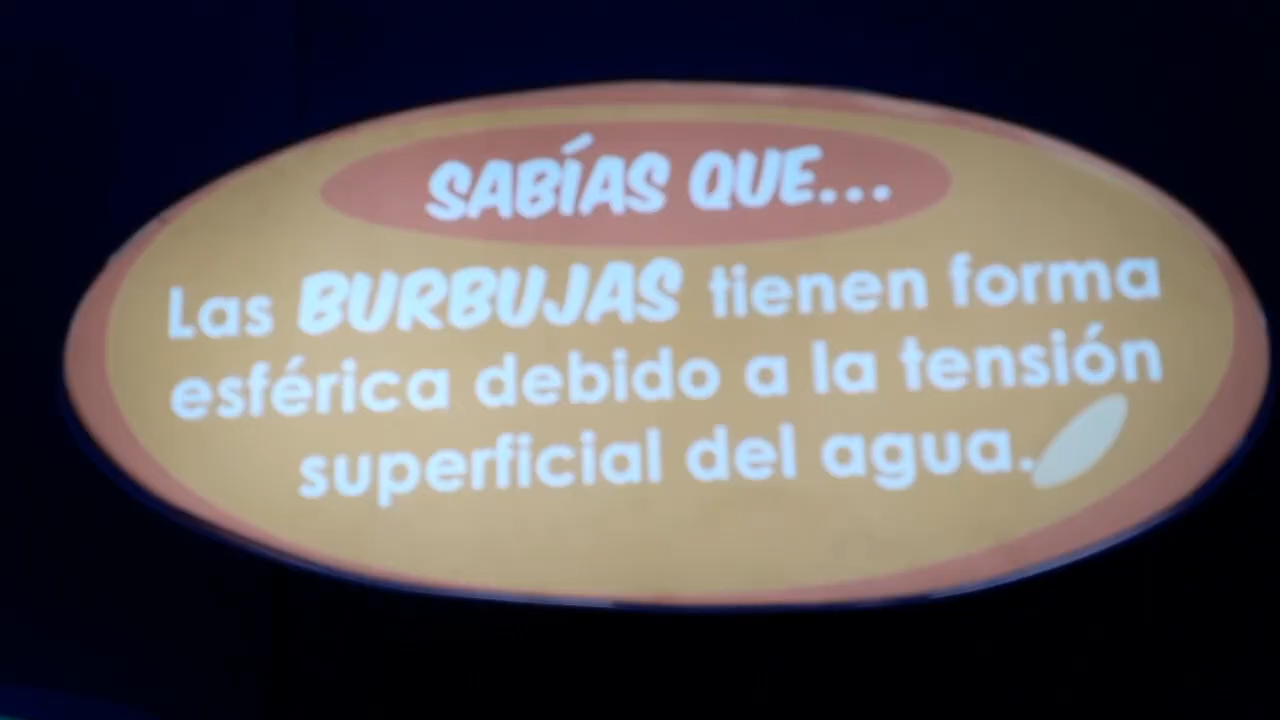 SABÍAS QUE...
Las BURBUJAS tienen forma
esférica debido a la tensión
superficial del agua.